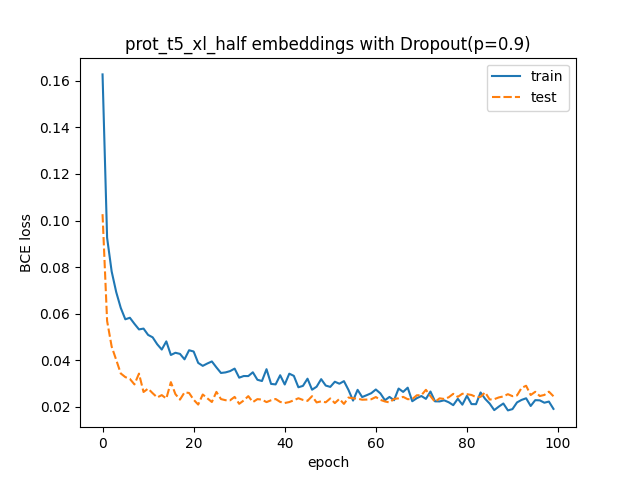 prot_t5_xl_half embeddings with Dropout(p=0.9)
train
test
0.16
0.14
0.12
0.10
0.08
0.06
0.04
0.02
BCE loss
0 20 40 60 80 100
epoch